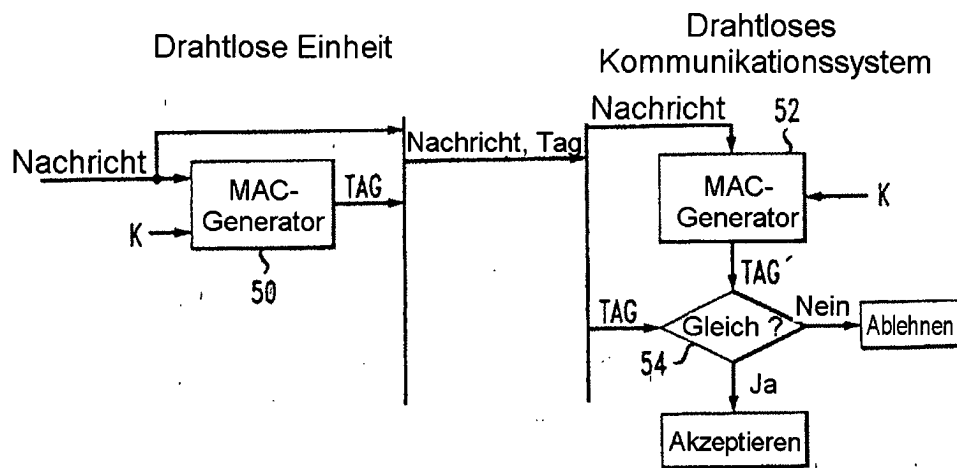 Drahtlose Einheit
Drahtloses
Kommunikationssystem
Nachricht
MAC-
Generator
K
50
TAG
Nachricht, Tag
Nachricht
52
MAC-
Generator
K
TAG´
TAG
Gleich ?
54
Nein
Ablehnen
Ja
Akzeptieren